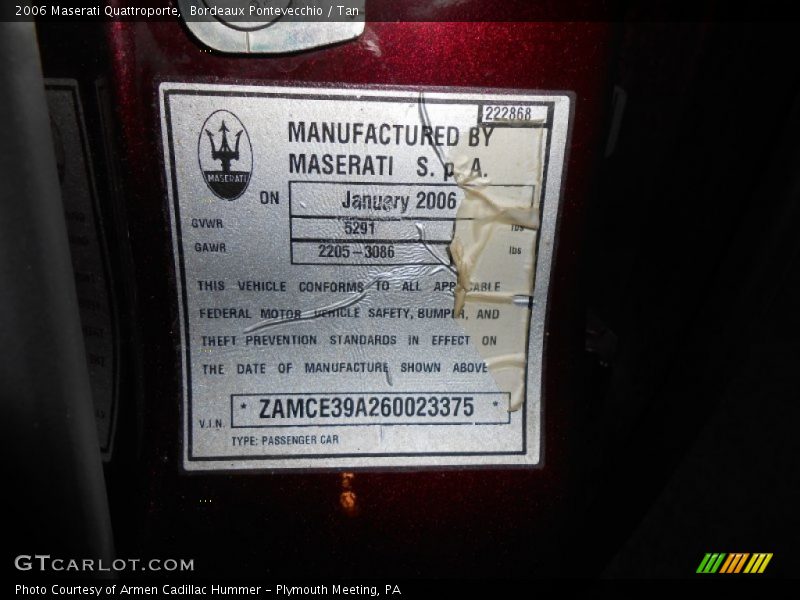 2006 Maserati Quattroporte, Bordeaux Pontevecchio / Tan
222868
MANUFACTURED BY
MASERATI S. p. A.
MASERATI
ON January 2006
GVWR 5291 lbs
GAWR 2205-3086 lbs
THIS VEHICLE CONFORMS TO ALL APP CABLE
FEDERAL MOTOR VEHICLE SAFETY, BUMPER, AND
THEFT PREVENTION STANDARDS IN EFFECT ON
THE DATE OF MANUFACTURE SHOWN ABOVE
V.I.N. * ZAMCE39A260023375 *
TYPE: PASSENGER CAR
GTCARLOT.COM
Photo Courtesy of Armen Cadillac Hummer - Plymouth Meeting, PA